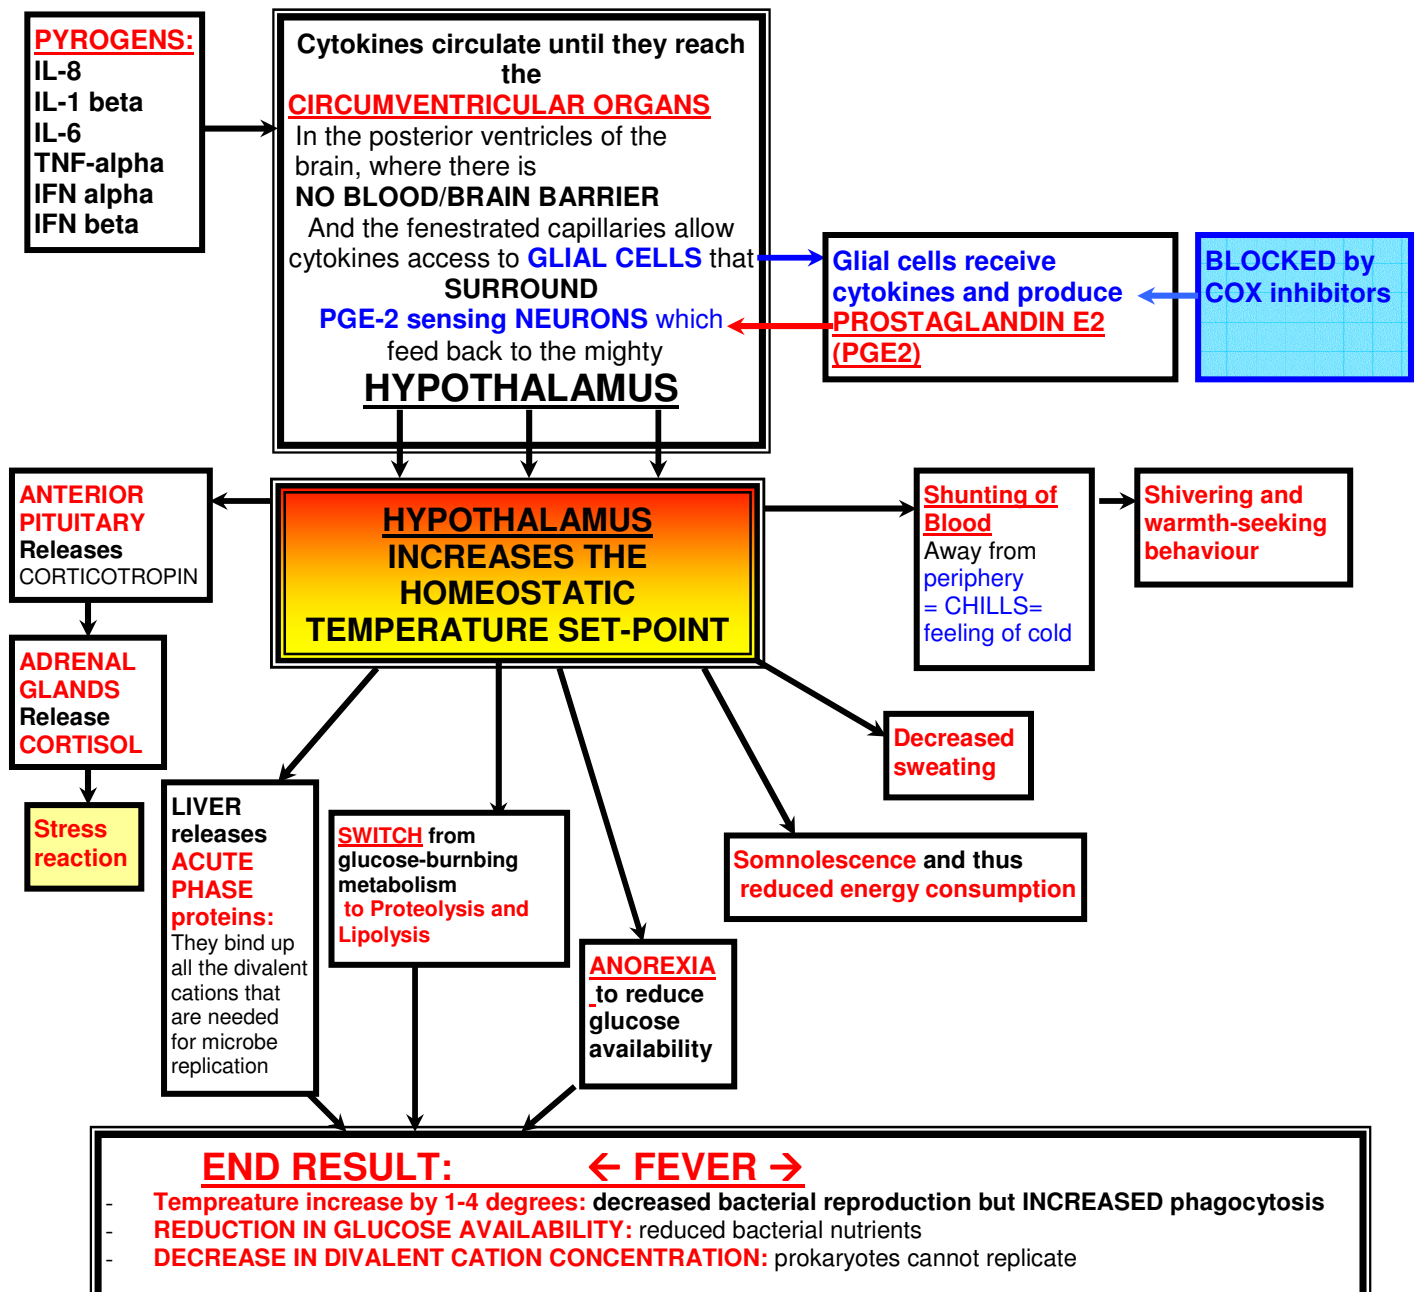 PYROGENS:
IL-8
IL-1 beta
IL-6
TNF-alpha
IFN alpha
IFN beta
Cytokines circulate until they reach
the
CIRCUMVENTRICULAR ORGANS
In the posterior ventricles of the
brain, where there is
NO BLOOD/BRAIN BARRIER
And the fenestrated capillaries allow
cytokines access to GLIAL CELLS that
SURROUND
PGE-2 sensing NEURONS which
feed back to the mighty
HYPOTHALAMUS
Glial cells receive
cytokines and produce
PROSTAGLANDIN E2
(PGE2)
BLOCKED by
COX inhibitors
ANTERIOR
PITUITARY
Releases
CORTICOTROPIN
HYPOTHALAMUS
INCREASES THE
HOMEOSTATIC
TEMPERATURE SET-POINT
Shunting of
Blood
Away from
periphery
= CHILLS=
feeling of cold
Shivering and
warmth-seeking
behaviour
ADRENAL
GLANDS
Release
CORTISOL
Stress
reaction
LIVER
releases
ACUTE
PHASE
proteins:
They bind up
all the divalent
cations that
are needed
for microbe
replication
SWITCH from
glucose-burnbing
metabolism
to Proteolysis and
Lipolysis
ANOREXIA
to reduce
glucose
availability
Somnolescence and thus
reduced energy consumption
Decreased
sweating
END RESULT: ← FEVER →
- Tempreature increase by 1-4 degrees: decreased bacterial reproduction but INCREASED phagocytosis
- REDUCTION IN GLUCOSE AVAILABILITY: reduced bacterial nutrients
- DECREASE IN DIVALENT CATION CONCENTRATION: prokaryotes cannot replicate